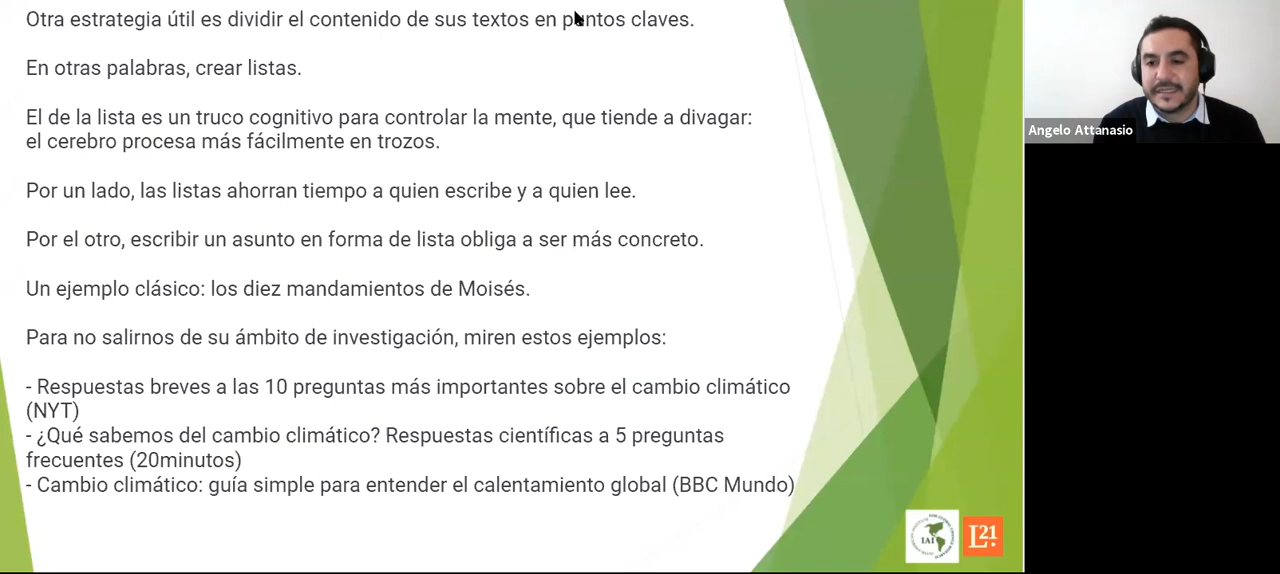 Otra estrategia útil es dividir el contenido de sus textos en puntos claves.
En otras palabras, crear listas.
El de la lista es un truco cognitivo para controlar la mente, que tiende a divagar:
el cerebro procesa más fácilmente en trozos.
Por un lado, las listas ahorran tiempo a quien escribe y a quien lee.
Por el otro, escribir un asunto en forma de lista obliga a ser más concreto.
Un ejemplo clásico: los diez mandamientos de Moisés.
Para no salirnos de su ámbito de investigación, miren estos ejemplos:
- Respuestas breves a las 10 preguntas más importantes sobre el cambio climático
(NYT)
- ¿Qué sabemos del cambio climático? Respuestas científicas a 5 preguntas
frecuentes (20minutos)
- Cambio climático: guía simple para entender el calentamiento global (BBC Mundo)
Angelo Attanasio
IAI
L21